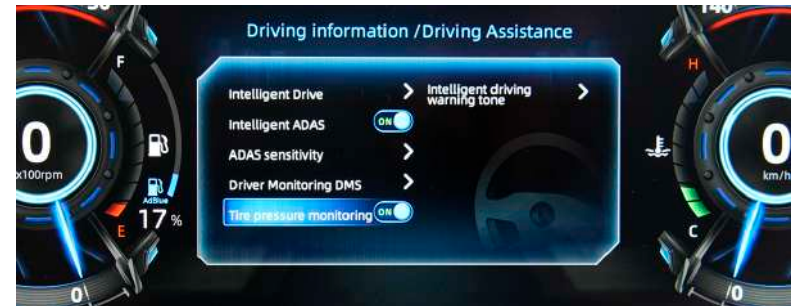 Driving information /Driving Assistance
Intelligent Drive
Intelligent ADAS ON
ADAS sensitivity
Driver Monitoring DMS
Tire pressure monitoring ON
Intelligent driving
warning tone
F
0
x100rpm
AdBlue
17 %
E
0
140
H
0
km/h
C
0